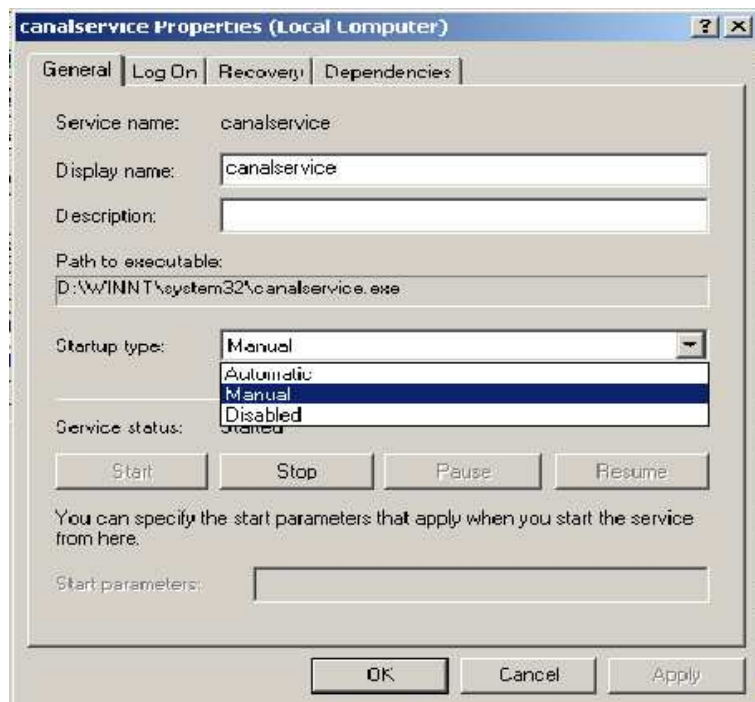 canalservice Properties (Local Computer)
? X
General Log On Recovery Dependencies
Service name: canalservice
Display name: canalservice
Description:
Path to executable:
D:\WINNT\system32\canalservice.exe
Startup type: Manual
Automatic
Manual
Disabled
Service status: Started
Start Stop Pause Resume
You can specify the start parameters that apply when you start the service
from here.
Start parameters:
OK Cancel Apply